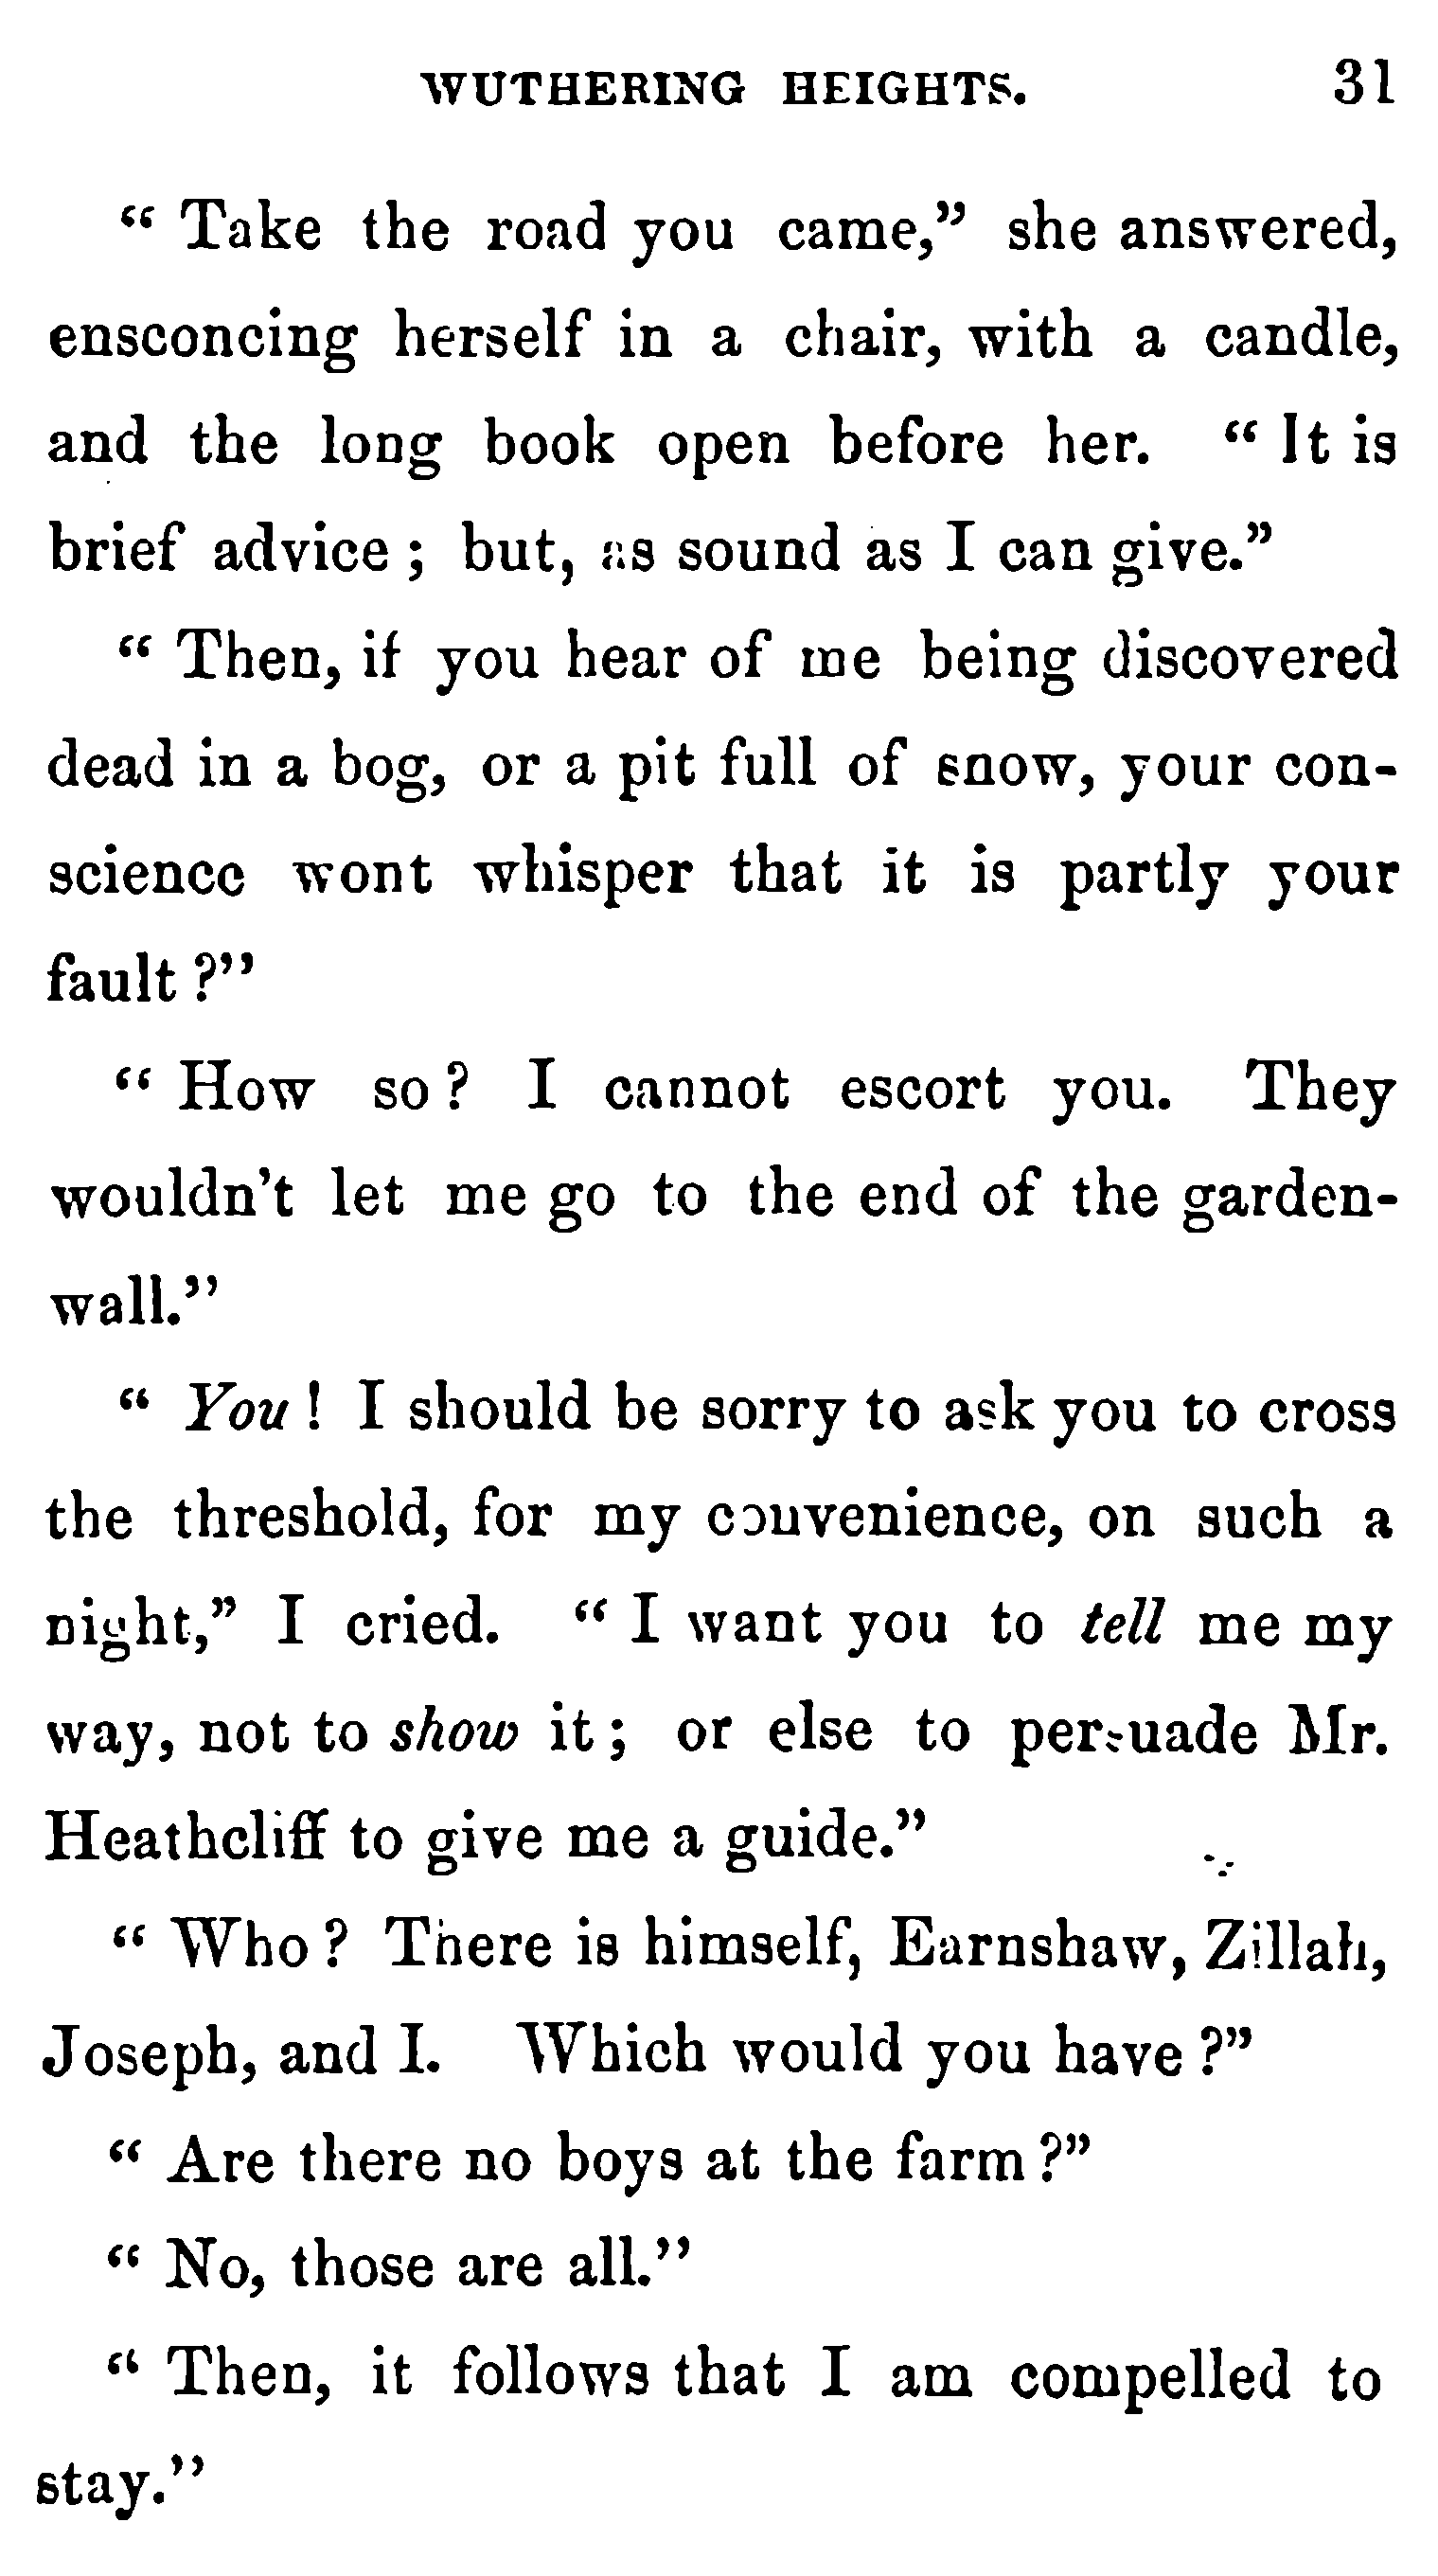 WUTHERING HEIGHTS. 31
" Take the road you came," she answered,
ensconcing herself in a chair, with a candle,
and the long book open before her. " It is
brief advice ; but, as sound as I can give."
" Then, if you hear of me being discovered
dead in a bog, or a pit full of snow, your con-
science wont whisper that it is partly your
fault ?"
" How so ? I cannot escort you. They
wouldn't let me go to the end of the garden-
wall."
" You ! I should be sorry to ask you to cross
the threshold, for my couvenience, on such a
night," I cried. " I want you to tell me my
way, not to show it ; or else to persuade Mr.
Heathcliff to give me a guide."
" Who ? There is himself, Earnshaw, Zillah,
Joseph, and I. Which would you have ?"
" Are there no boys at the farm ?"
" No, those are all."
" Then, it follows that I am compelled to
stay."